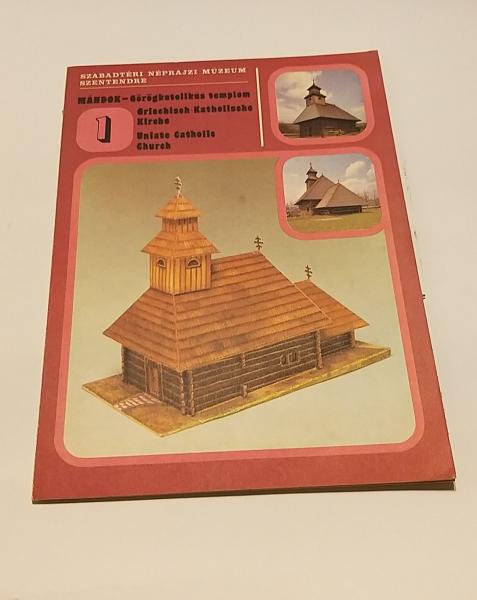 SZABADTÉRI NÉPRAJZI MÚZEUM
SZENTENDRE
MÁNDOK – Görögkatolikus templom
1
Griechisch-Katholische
Kirche
Uniate Catholic
Church